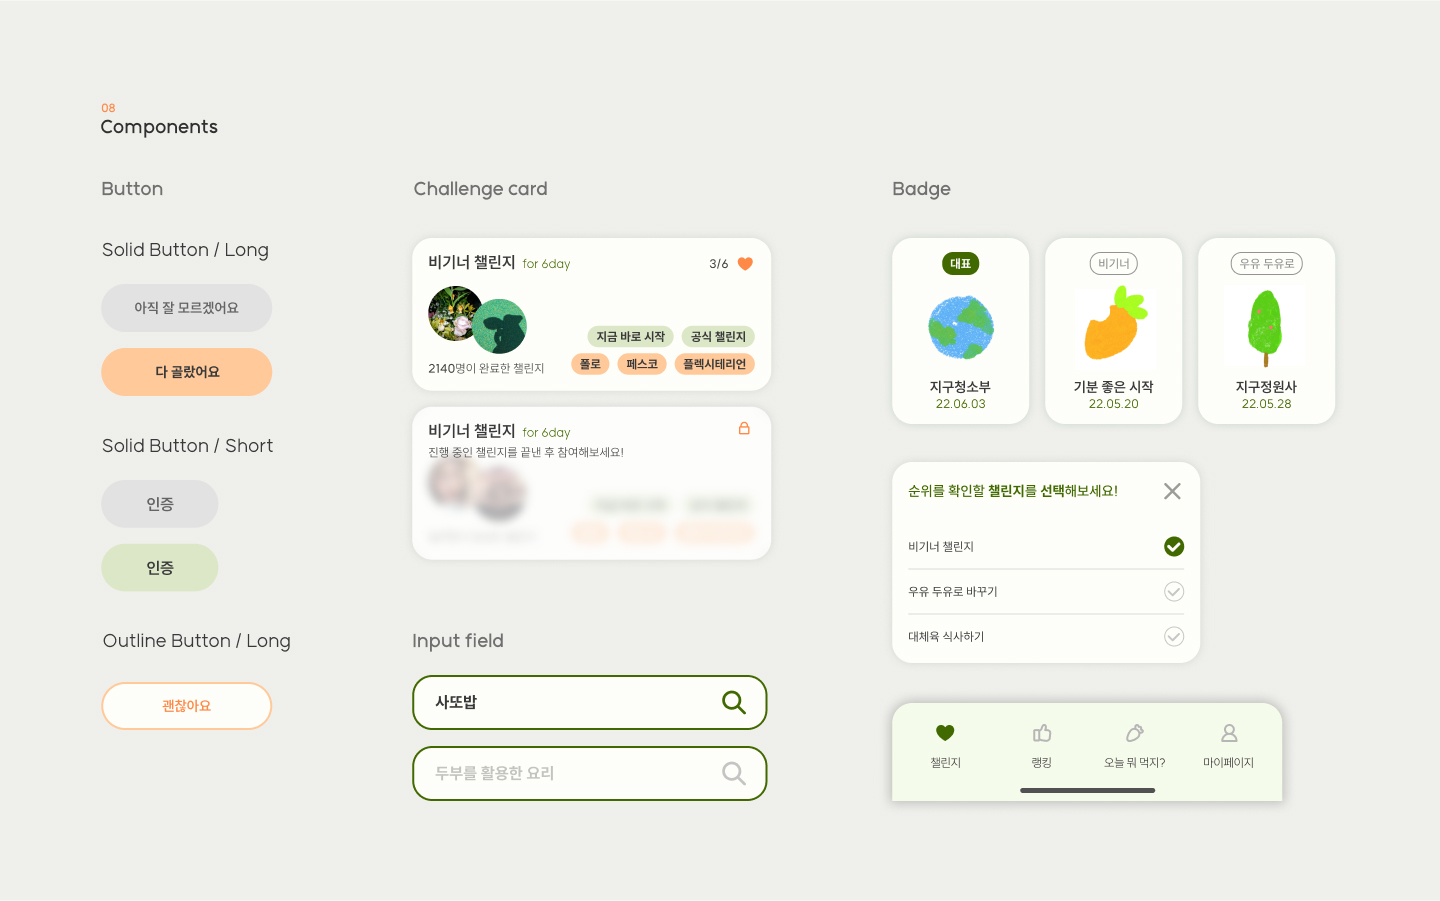 08
Components
Button
Solid Button / Long
아직 잘 모르겠어요
다 골랐어요
Solid Button / Short
인증
인증
Outline Button / Long
괜찮아요
Challenge card
비기너 챌린지 for 6day
3/6
지금 바로 시작 공식 챌린지
폴로 페스코 플렉시테리언
2140명이 완료한 챌린지
비기너 챌린지 for 6day
진행 중인 챌린지를 끝낸 후 참여해보세요!
Input field
사또밥
두부를 활용한 요리
Badge
대표
지구청소부
22.06.03
비기너
기분 좋은 시작
22.05.20
우유 두유로
지구정원사
22.05.28
순위를 확인할 챌린지를 선택해보세요!
비기너 챌린지
우유 두유로 바꾸기
대체육 식사하기
챌린지 랭킹 오늘 뭐 먹지? 마이페이지